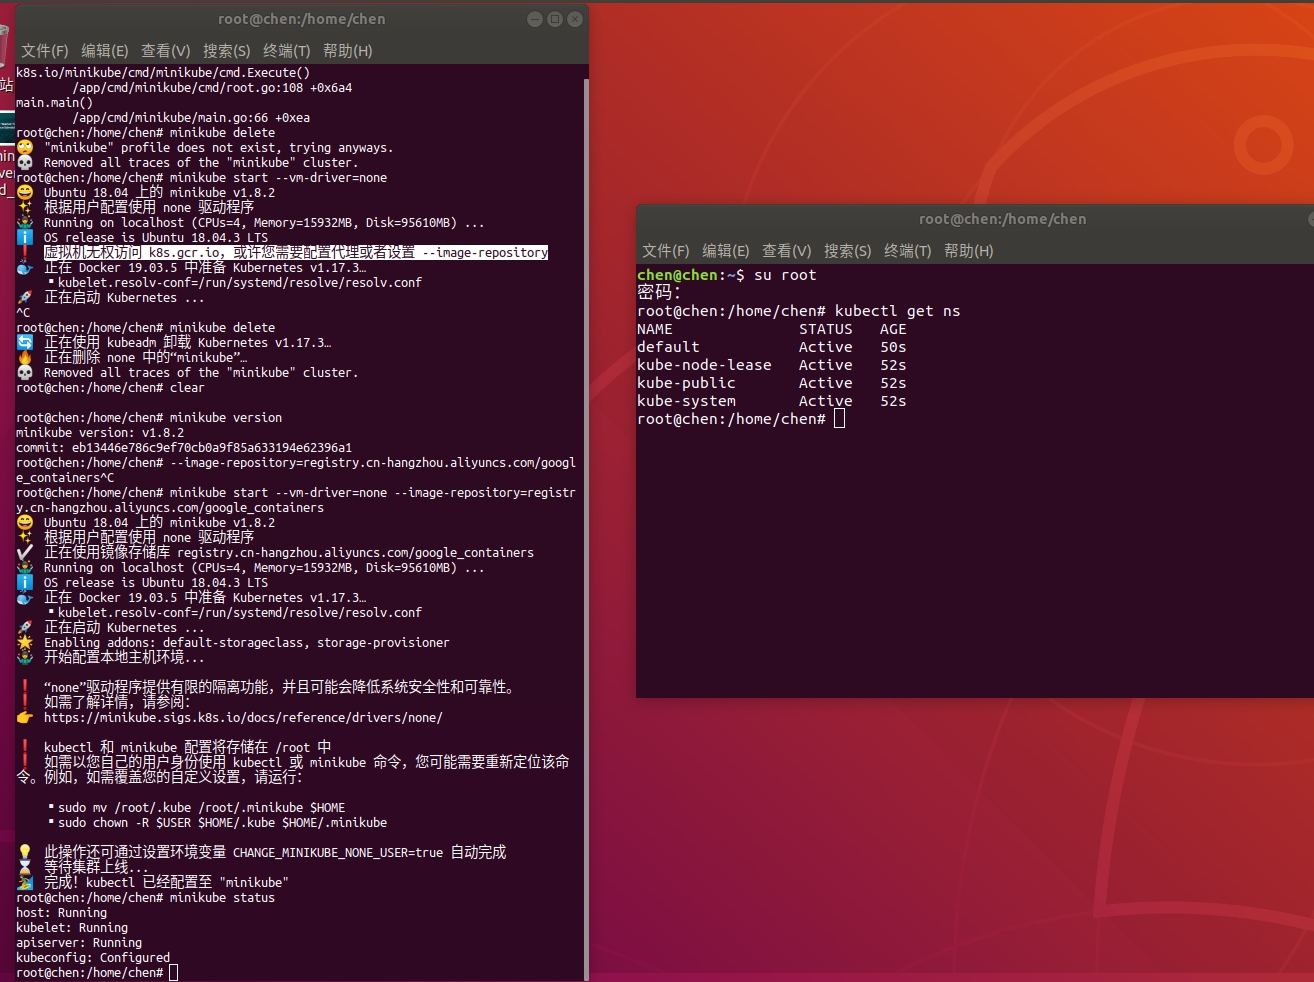 root@chen:/home/chen
文件(F) 编辑(E) 查看(V) 搜索(S) 终端(T) 帮助(H)
k8s.io/minikube/cmd/minikube/cmd.Execute()
/app/cmd/minikube/cmd/root.go:108 +0x6a4
main.main()
/app/cmd/minikube/main.go:66 +0xea
root@chen:/home/chen# minikube delete
"minikube" profile does not exist, trying anyways.
Removed all traces of the "minikube" cluster.
root@chen:/home/chen# minikube start --vm-driver=none
Ubuntu 18.04 上的 minikube v1.8.2
根据用户配置使用 none 驱动程序
Running on localhost (CPUs=4, Memory=15932MB, Disk=95610MB) ...
OS release is Ubuntu 18.04.3 LTS
虚拟机无权访问 k8s.gcr.io，或许您需要配置代理或者设置 --image-repository
正在 Docker 19.03.5 中准备 Kubernetes v1.17.3…
▪ kubelet.resolv-conf=/run/systemd/resolve/resolv.conf
正在启动 Kubernetes ...
^C
root@chen:/home/chen# minikube delete
正在使用 kubeadm 卸载 Kubernetes v1.17.3…
正在删除 none 中的“minikube”…
Removed all traces of the "minikube" cluster.
root@chen:/home/chen# clear
root@chen:/home/chen# minikube version
minikube version: v1.8.2
commit: eb13446e786c9ef70cb0a9f85a633194e62396a1
root@chen:/home/chen# --image-repository=registry.cn-hangzhou.aliyuncs.com/googl
e_containers^C
root@chen:/home/chen# minikube start --vm-driver=none --image-repository=registr
y.cn-hangzhou.aliyuncs.com/google_containers
Ubuntu 18.04 上的 minikube v1.8.2
根据用户配置使用 none 驱动程序
正在使用镜像存储库 registry.cn-hangzhou.aliyuncs.com/google_containers
Running on localhost (CPUs=4, Memory=15932MB, Disk=95610MB) ...
OS release is Ubuntu 18.04.3 LTS
正在 Docker 19.03.5 中准备 Kubernetes v1.17.3…
▪ kubelet.resolv-conf=/run/systemd/resolve/resolv.conf
正在启动 Kubernetes ...
Enabling addons: default-storageclass, storage-provisioner
开始配置本地主机环境...
“none”驱动程序提供有限的隔离功能，并且可能会降低系统安全性和可靠性。
如需了解详情，请参阅：
https://minikube.sigs.k8s.io/docs/reference/drivers/none/
kubectl 和 minikube 配置将存储在 /root 中
如需以您自己的用户身份使用 kubectl 或 minikube 命令，您可能需要重新定位该命
令。例如，如需覆盖您的自定义设置，请运行：
▪ sudo mv /root/.kube /root/.minikube $HOME
▪ sudo chown -R $USER $HOME/.kube $HOME/.minikube
此操作还可通过设置环境变量 CHANGE_MINIKUBE_NONE_USER=true 自动完成
等待集群上线...
完成！kubectl 已经配置至 "minikube"
root@chen:/home/chen# minikube status
host: Running
kubelet: Running
apiserver: Running
kubeconfig: Configured
root@chen:/home/chen#
root@chen:/home/chen
文件(F) 编辑(E) 查看(V) 搜索(S) 终端(T) 帮助(H)
chen@chen:~$ su root
密码：
root@chen:/home/chen# kubectl get ns
NAME STATUS AGE
default Active 50s
kube-node-lease Active 52s
kube-public Active 52s
kube-system Active 52s
root@chen:/home/chen#